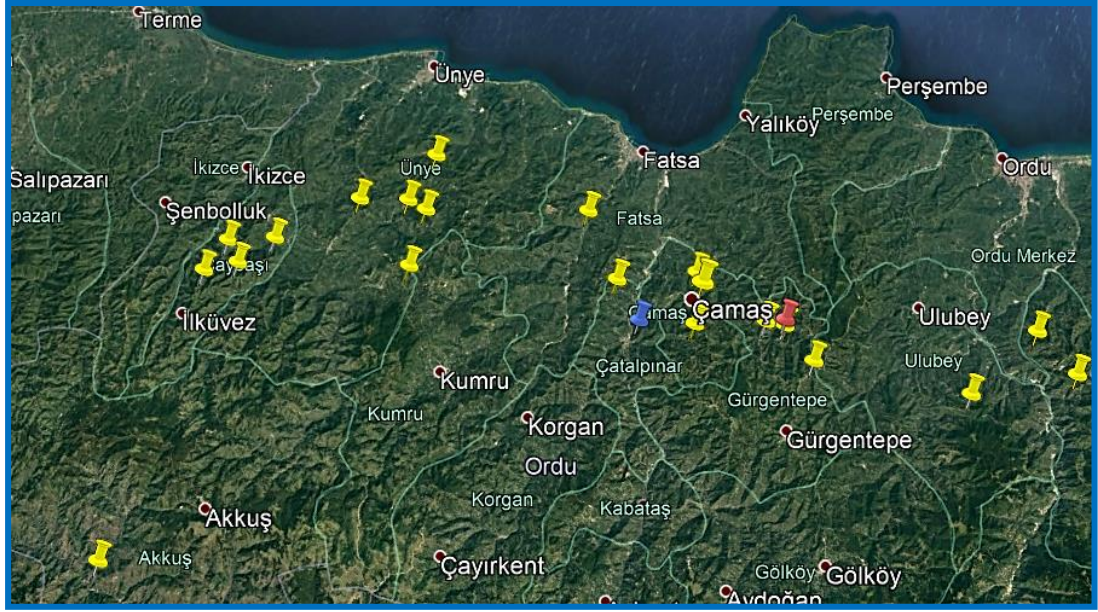 Terme
Ünye
Perşembe
Yalıköy
Perşembe
Fatsa
Ordu
İkizce
İkizce
Ünye
Salıpazarı
pazarı
Şenbolluk
Fatsa
Ordu Merkez
İlküvez
Çamaş
Ulubey
Çatalpınar
Ulubey
Kumru
Gürgentepe
Kumru
Korgan
Gürgentepe
Ordu
Korgan
Kabataş
Akkuş
Akkuş
Çayırkent
Gölköy
Gölköy
Aydoğan